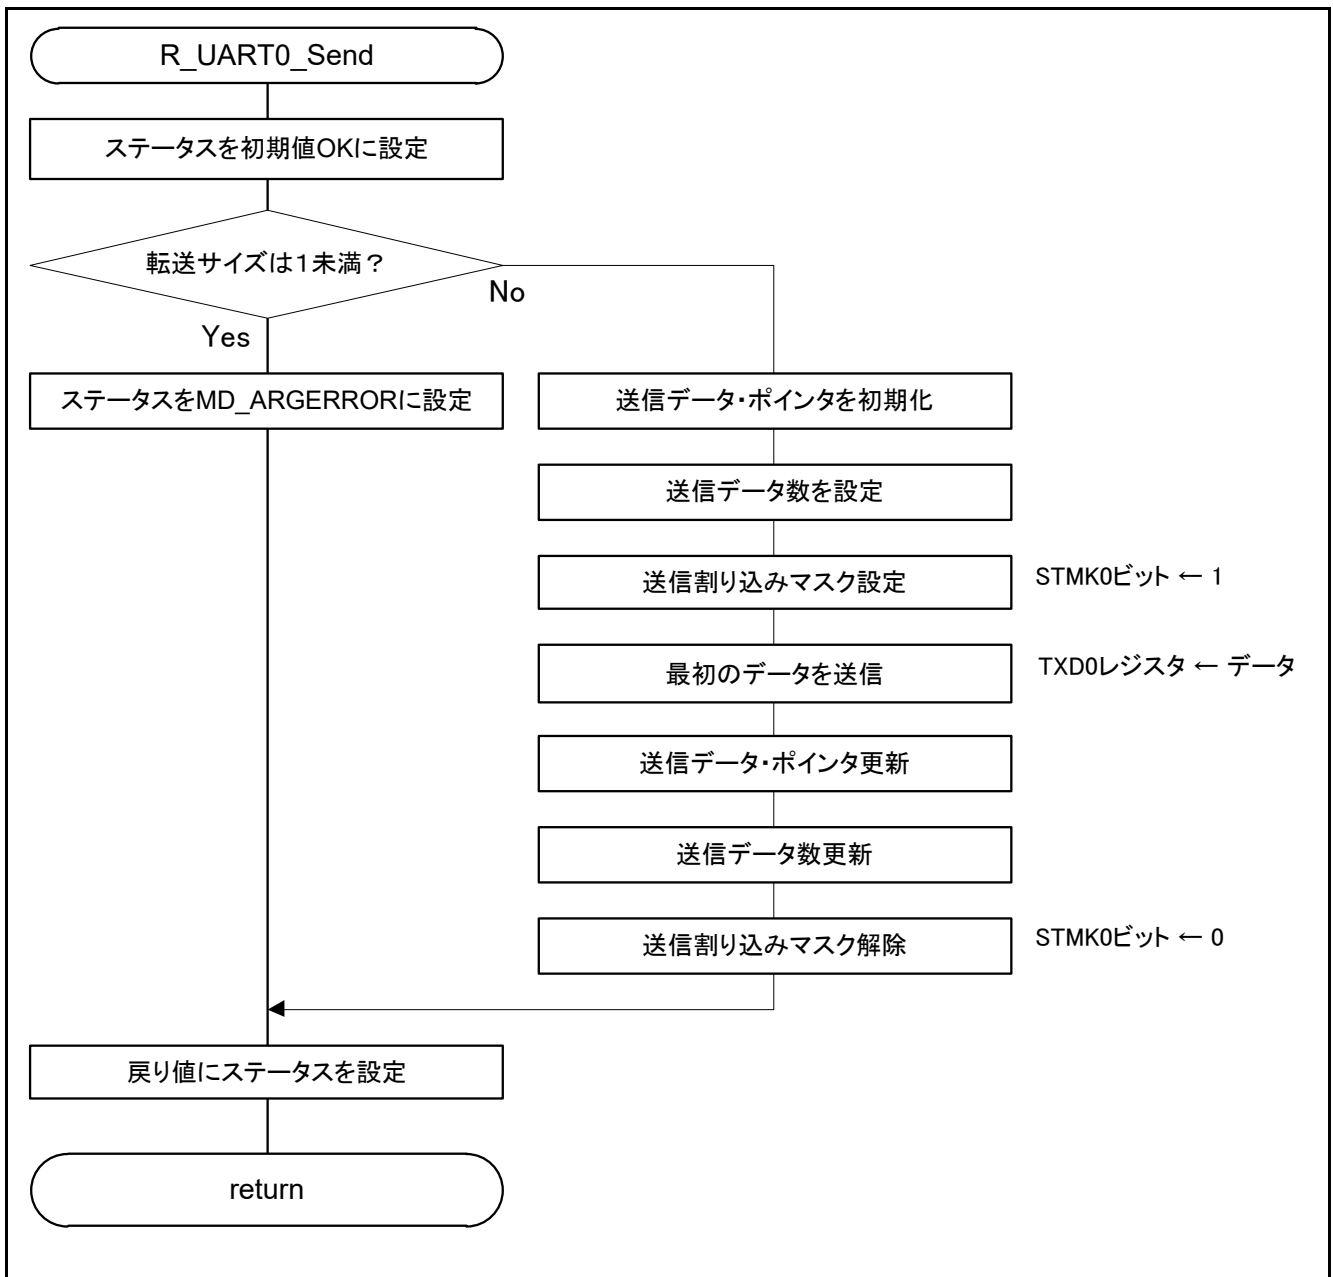 R_UART0_Send
ステータスを初期値OKに設定
転送サイズは１未満？
No
Yes
ステータスをMD_ARGERRORに設定
送信データ・ポインタを初期化
送信データ数を設定
送信割り込みマスク設定
STMK0ビット ← 1
最初のデータを送信
TXD0レジスタ ← データ
送信データ・ポインタ更新
送信データ数更新
送信割り込みマスク解除
STMK0ビット ← 0
戻り値にステータスを設定
return